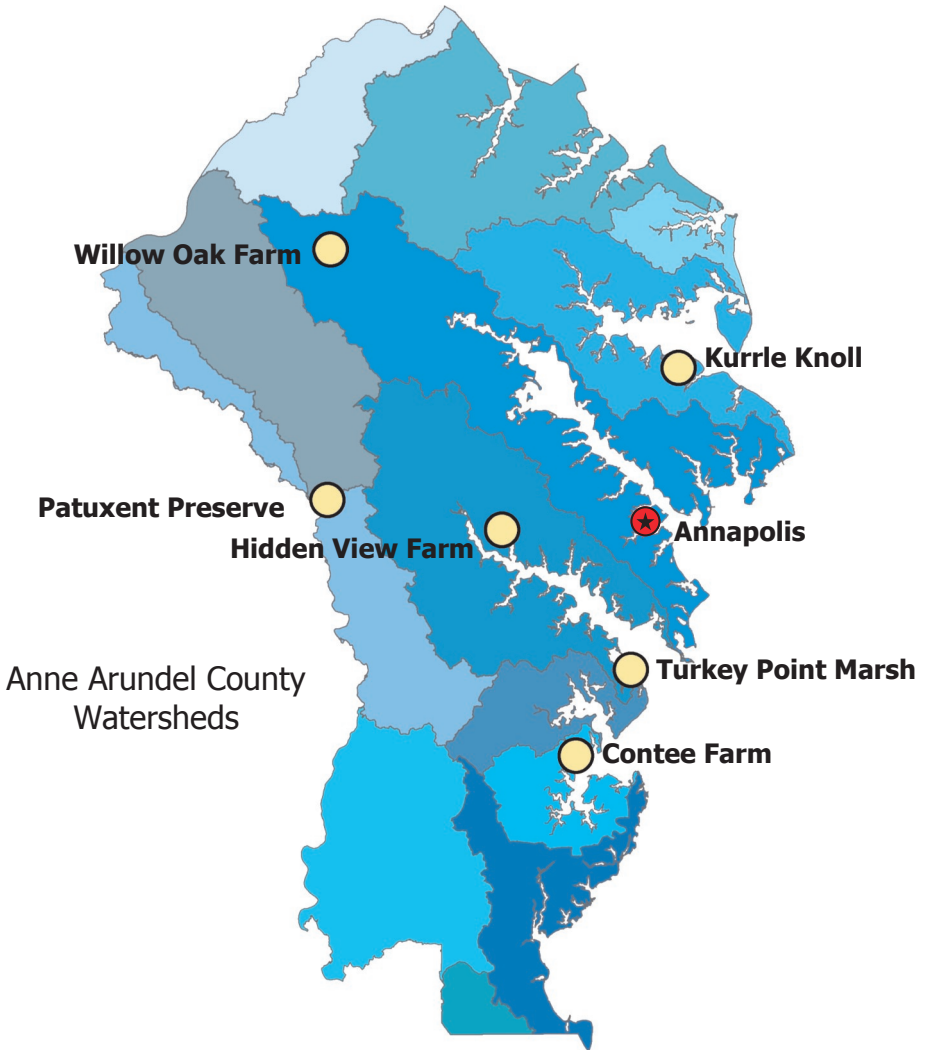 Willow Oak Farm
Kurrle Knoll
Patuxent Preserve
Annapolis
Hidden View Farm
Turkey Point Marsh
Anne Arundel County
Watersheds
Contee Farm